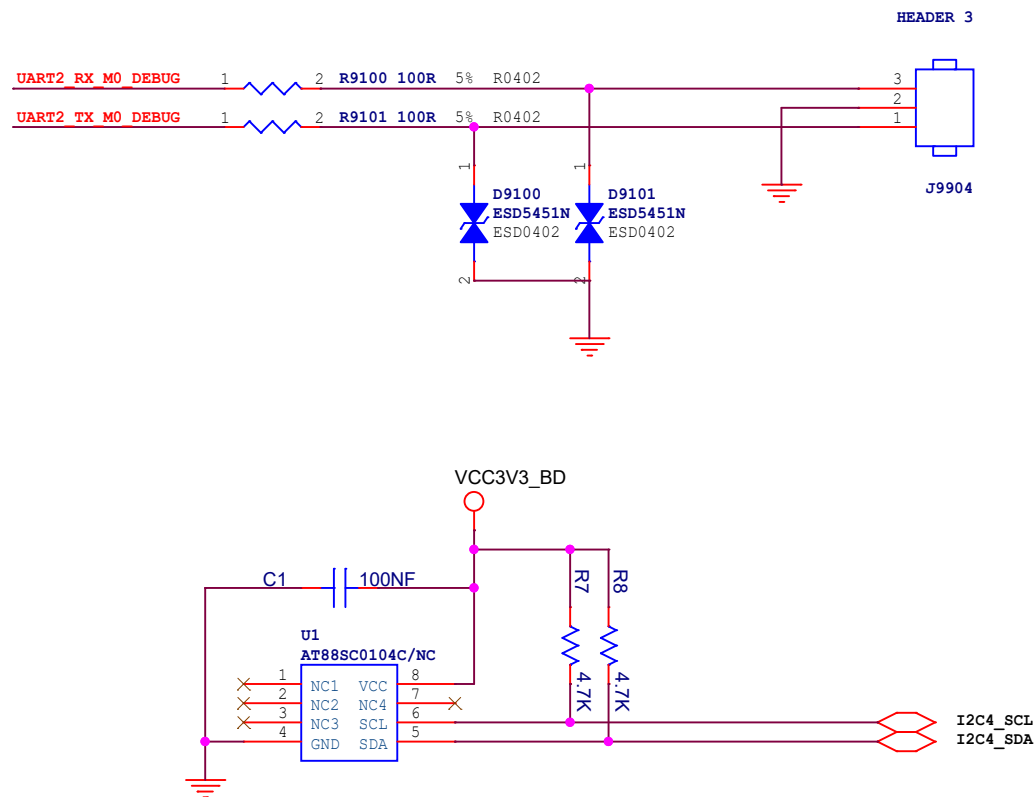 HEADER 3
UART2_RX_M0_DEBUG 1 2 R9100 100R 5% R0402 3
2
UART2_TX_M0_DEBUG 1 2 R9101 100R 5% R0402 1
J9904
1 1
D9100 D9101
ESD5451N ESD5451N
ESD0402 ESD0402
2 2
VCC3V3_BD
C1 100NF R7 R8
U1
AT88SC0104C/NC
4.7K 4.7K
1 NC1 VCC 8
2 NC2 NC4 7
3 NC3 SCL 6 I2C4_SCL
4 GND SDA 5 I2C4_SDA